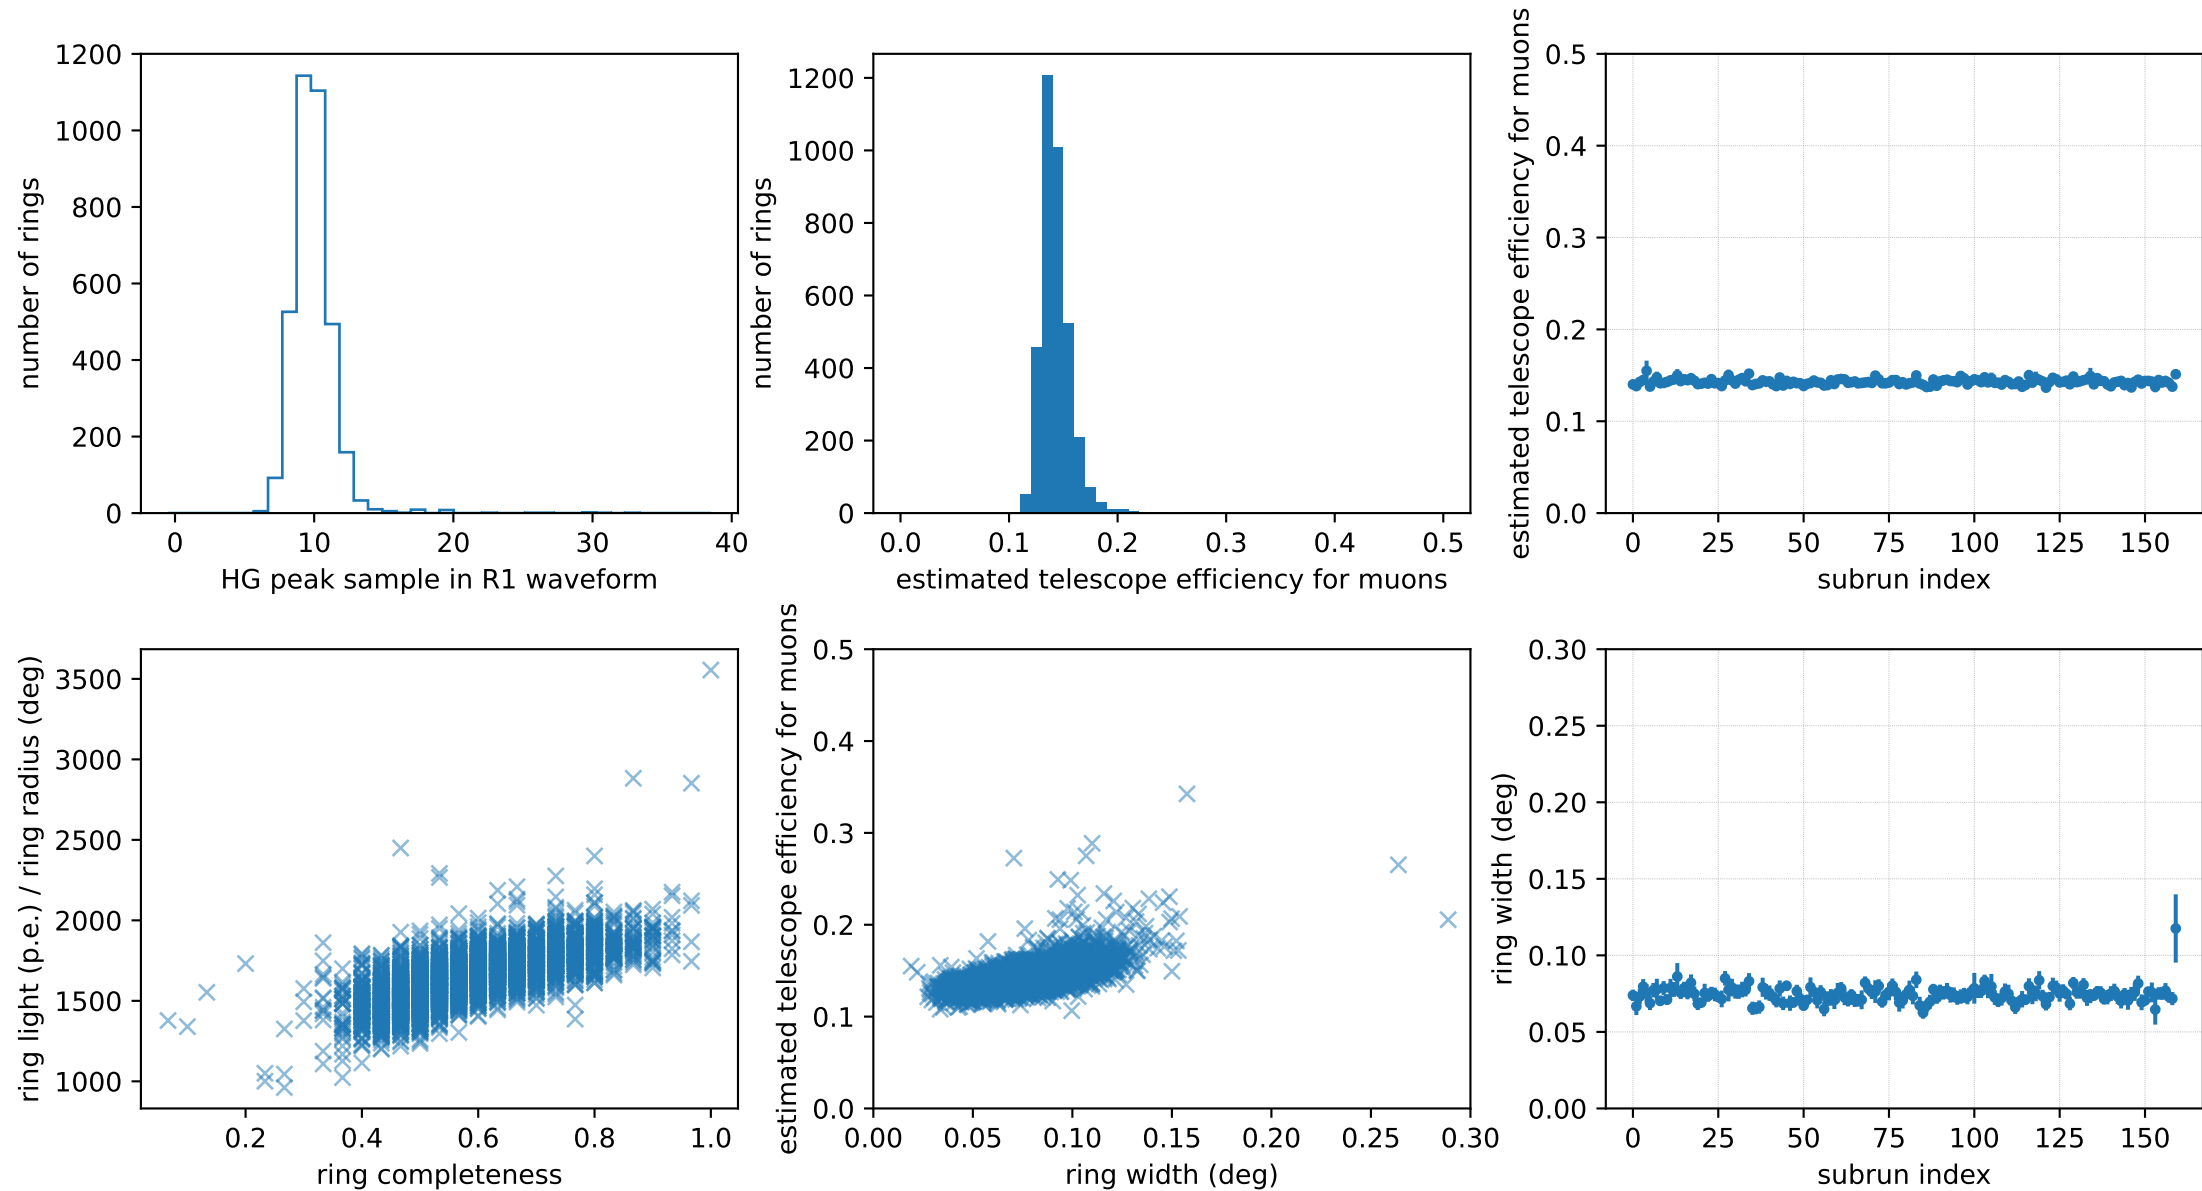 1200
1000
800
600
400
200
0
number of rings
0 10 20 30 40
HG peak sample in R1 waveform
1200
1000
800
600
400
200
0
number of rings
0.0 0.1 0.2 0.3 0.4 0.5
estimated telescope efficiency for muons
0.5
0.4
0.3
0.2
0.1
0.0
estimated telescope efficiency for muons
0 25 50 75 100 125 150
subrun index
3500
3000
2500
2000
1500
1000
ring light (p.e.) / ring radius (deg)
0.2 0.4 0.6 0.8 1.0
ring completeness
0.5
0.4
0.3
0.2
0.1
0.0
estimated telescope efficiency for muons
0.00 0.05 0.10 0.15 0.20 0.25 0.30
ring width (deg)
0.30
0.25
0.20
0.15
0.10
0.05
0.00
ring width (deg)
0 25 50 75 100 125 150
subrun index